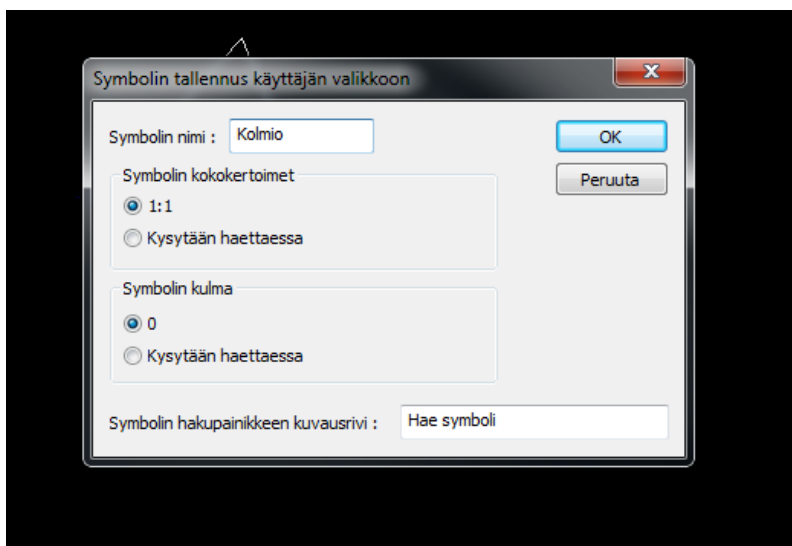 Symbolin tallennus käyttäjän valikkoon
Symbolin nimi : Kolmio
OK
Symbolin kokokertoimet
Peruuta
1:1
Kysytään haettaessa
Symbolin kulma
0
Kysytään haettaessa
Symbolin hakupainikkeen kuvausrivi : Hae symboli